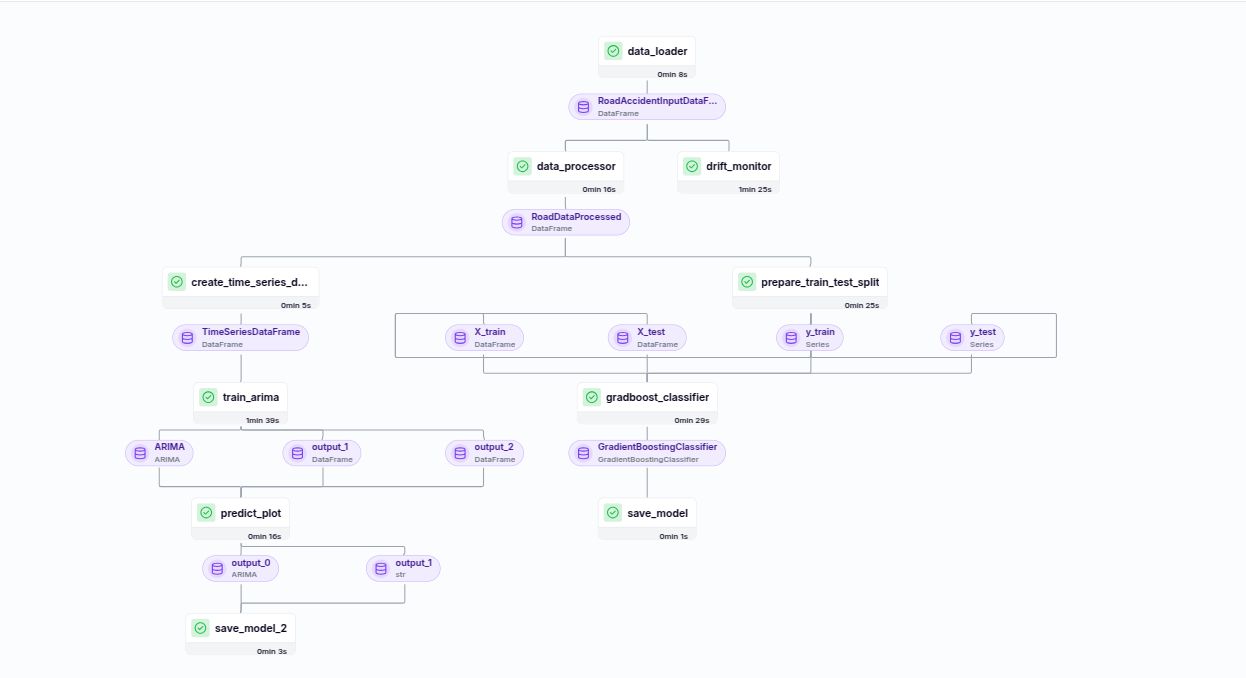 data_loader
0min 8s
RoadAccidentInputDataF...
DataFrame
data_processor
0min 16s
drift_monitor
1min 25s
RoadDataProcessed
DataFrame
create_time_series_d...
0min 5s
prepare_train_test_split
0min 25s
TimeSeriesDataFrame
DataFrame
X_train
DataFrame
X_test
DataFrame
y_train
Series
y_test
Series
train_arima
1min 39s
gradboost_classifier
0min 29s
ARIMA
ARIMA
output_1
DataFrame
output_2
DataFrame
GradientBoostingClassifier
GradientBoostingClassifier
predict_plot
0min 16s
save_model
0min 1s
output_0
ARIMA
output_1
str
save_model_2
0min 3s